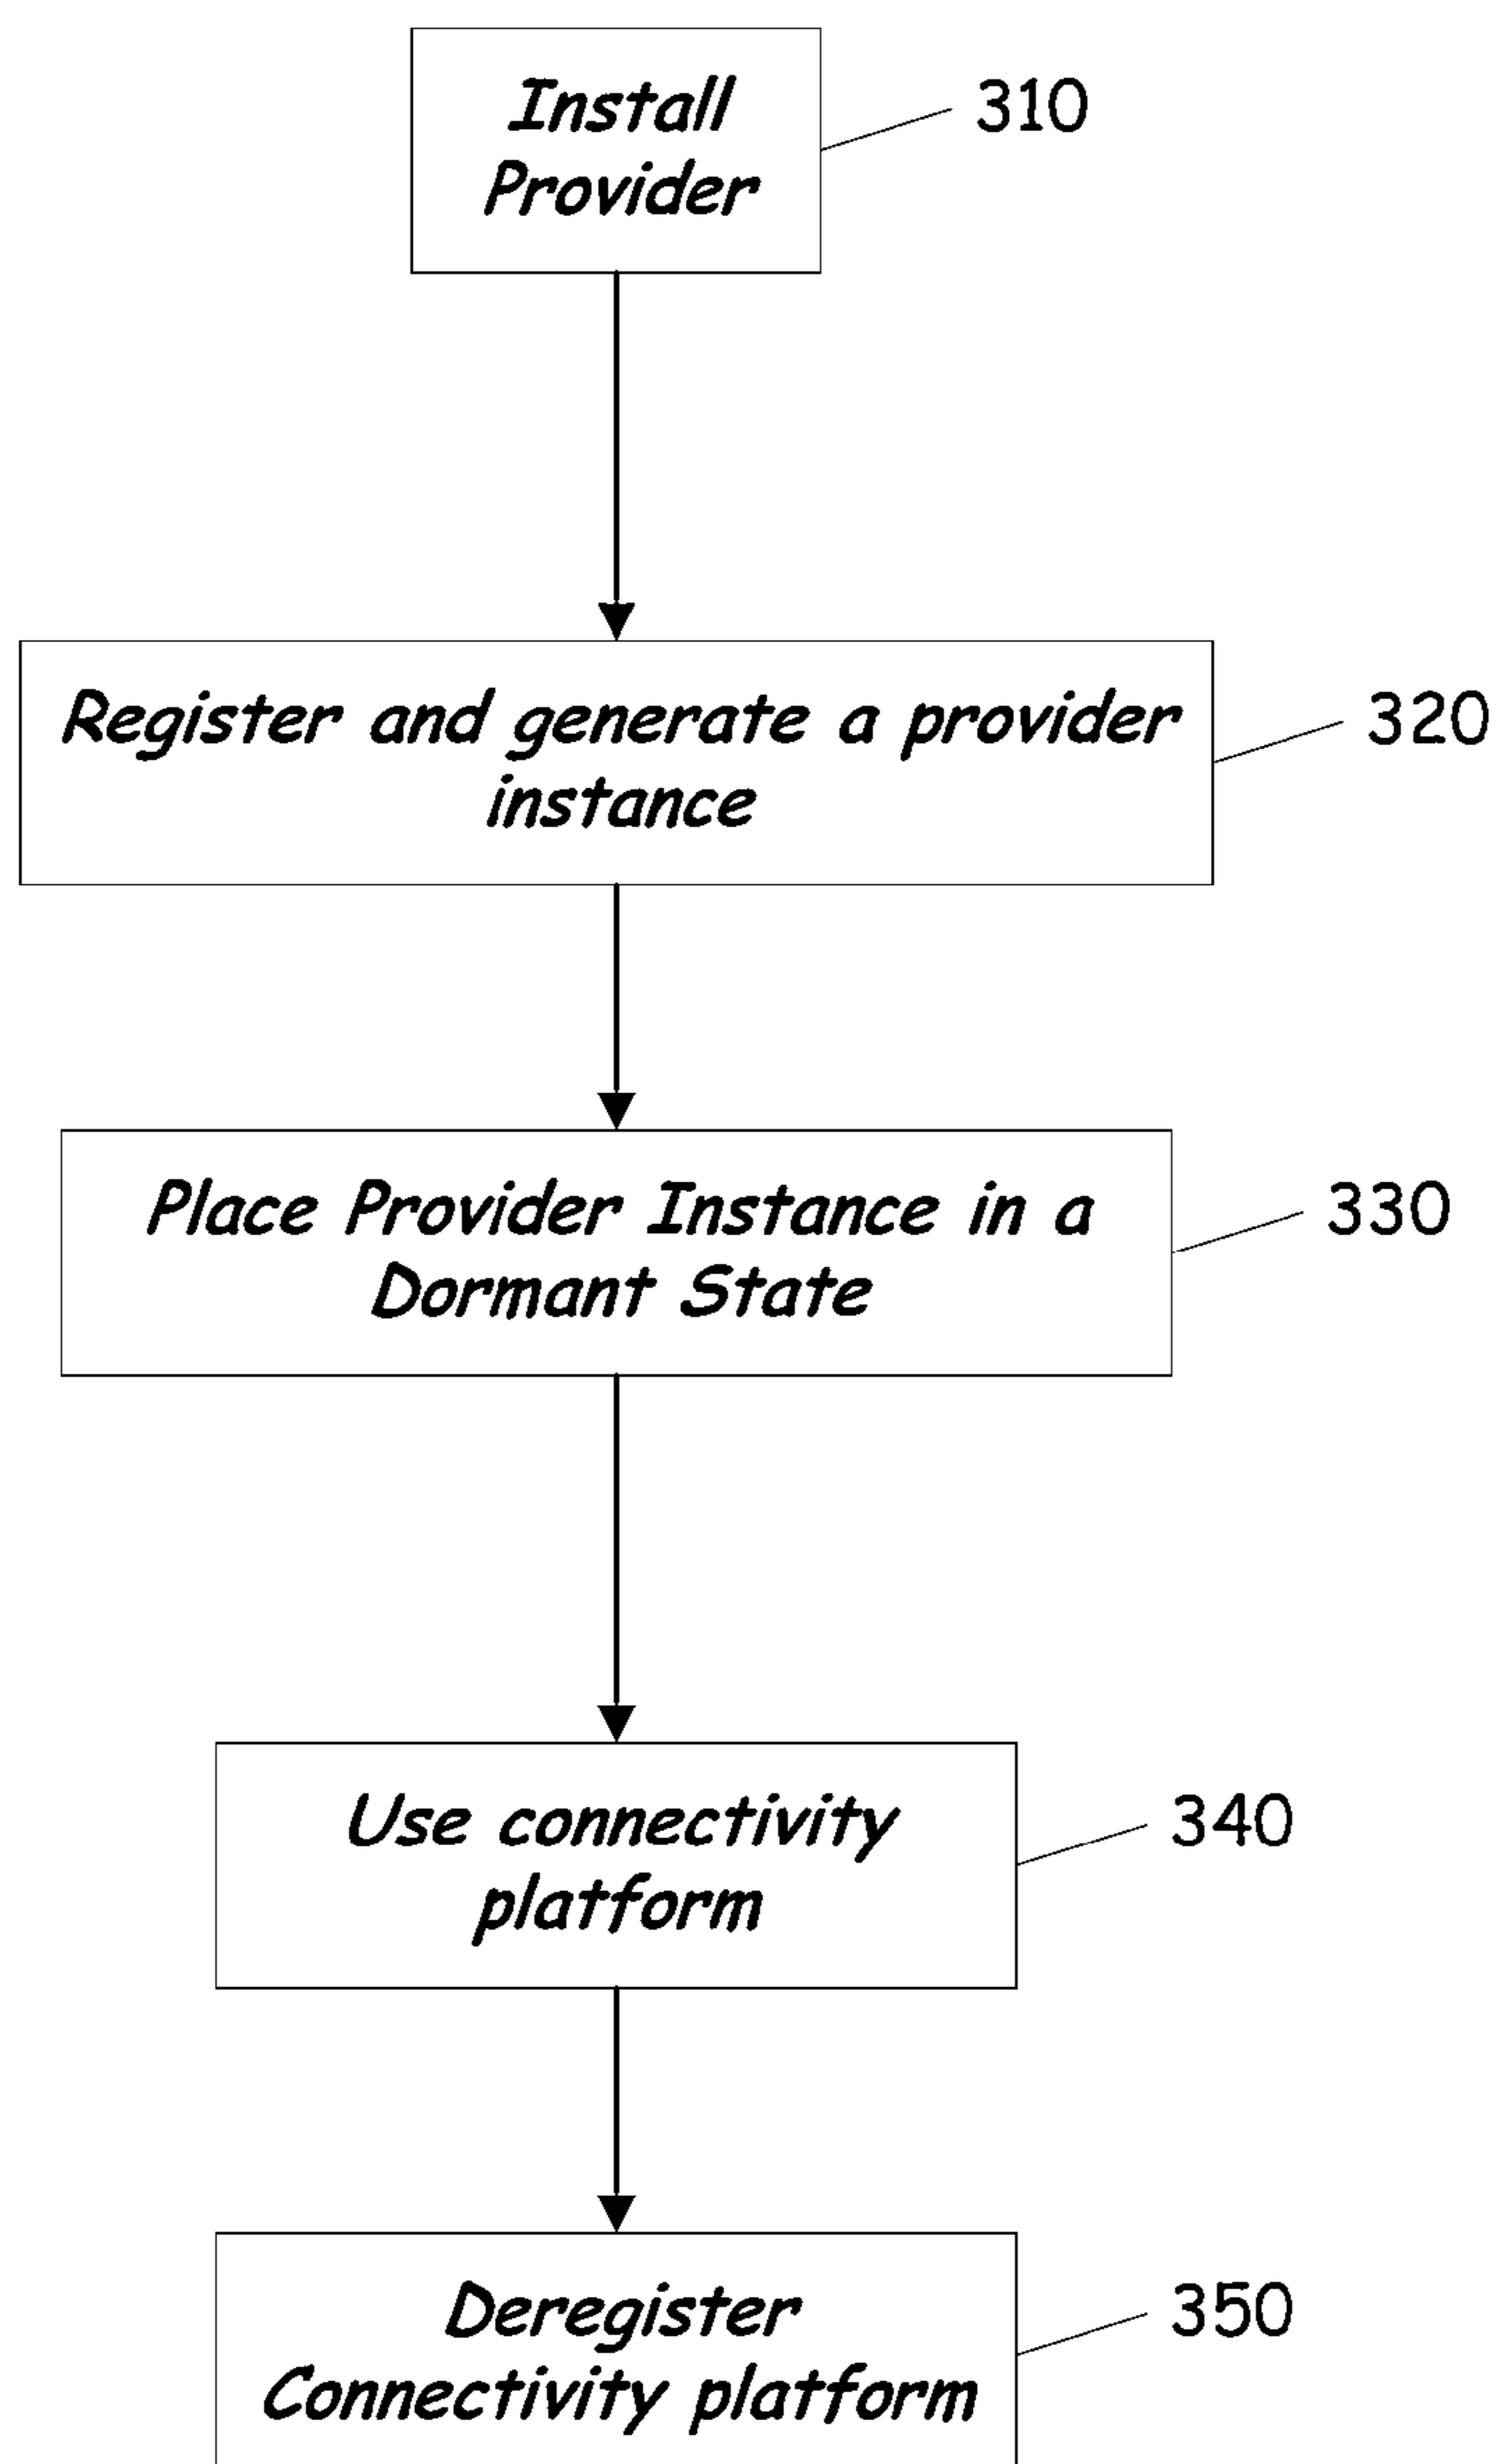 Install
Provider
310
Register and generate a provider
instance
320
Place Provider Instance in a
Dormant State
330
Use connectivity
platform
340
Deregister
Connectivity platform
350